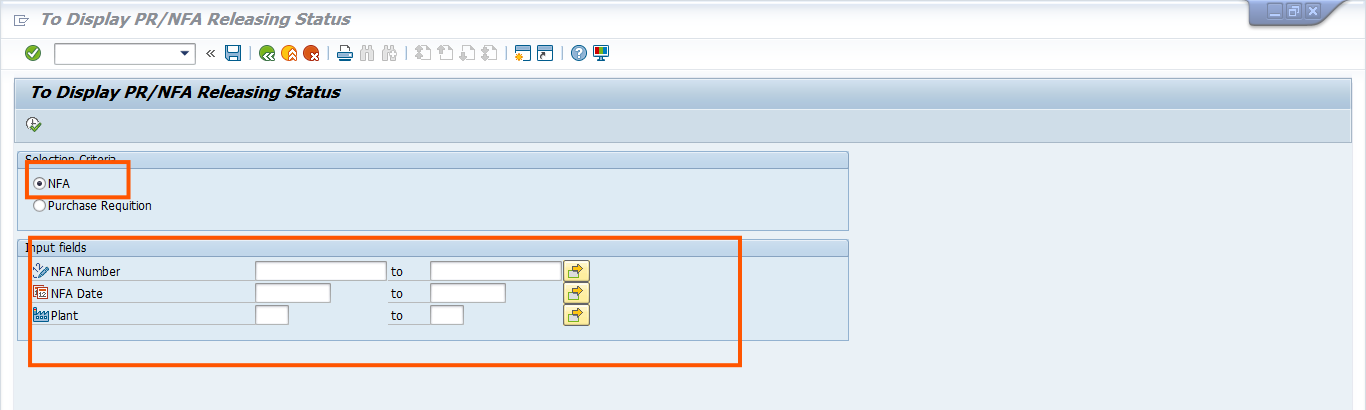 To Display PR/NFA Releasing Status
To Display PR/NFA Releasing Status
Selection Criteria
NFA
Purchase Requition
Input fields
NFA Number to
NFA Date to
Plant to